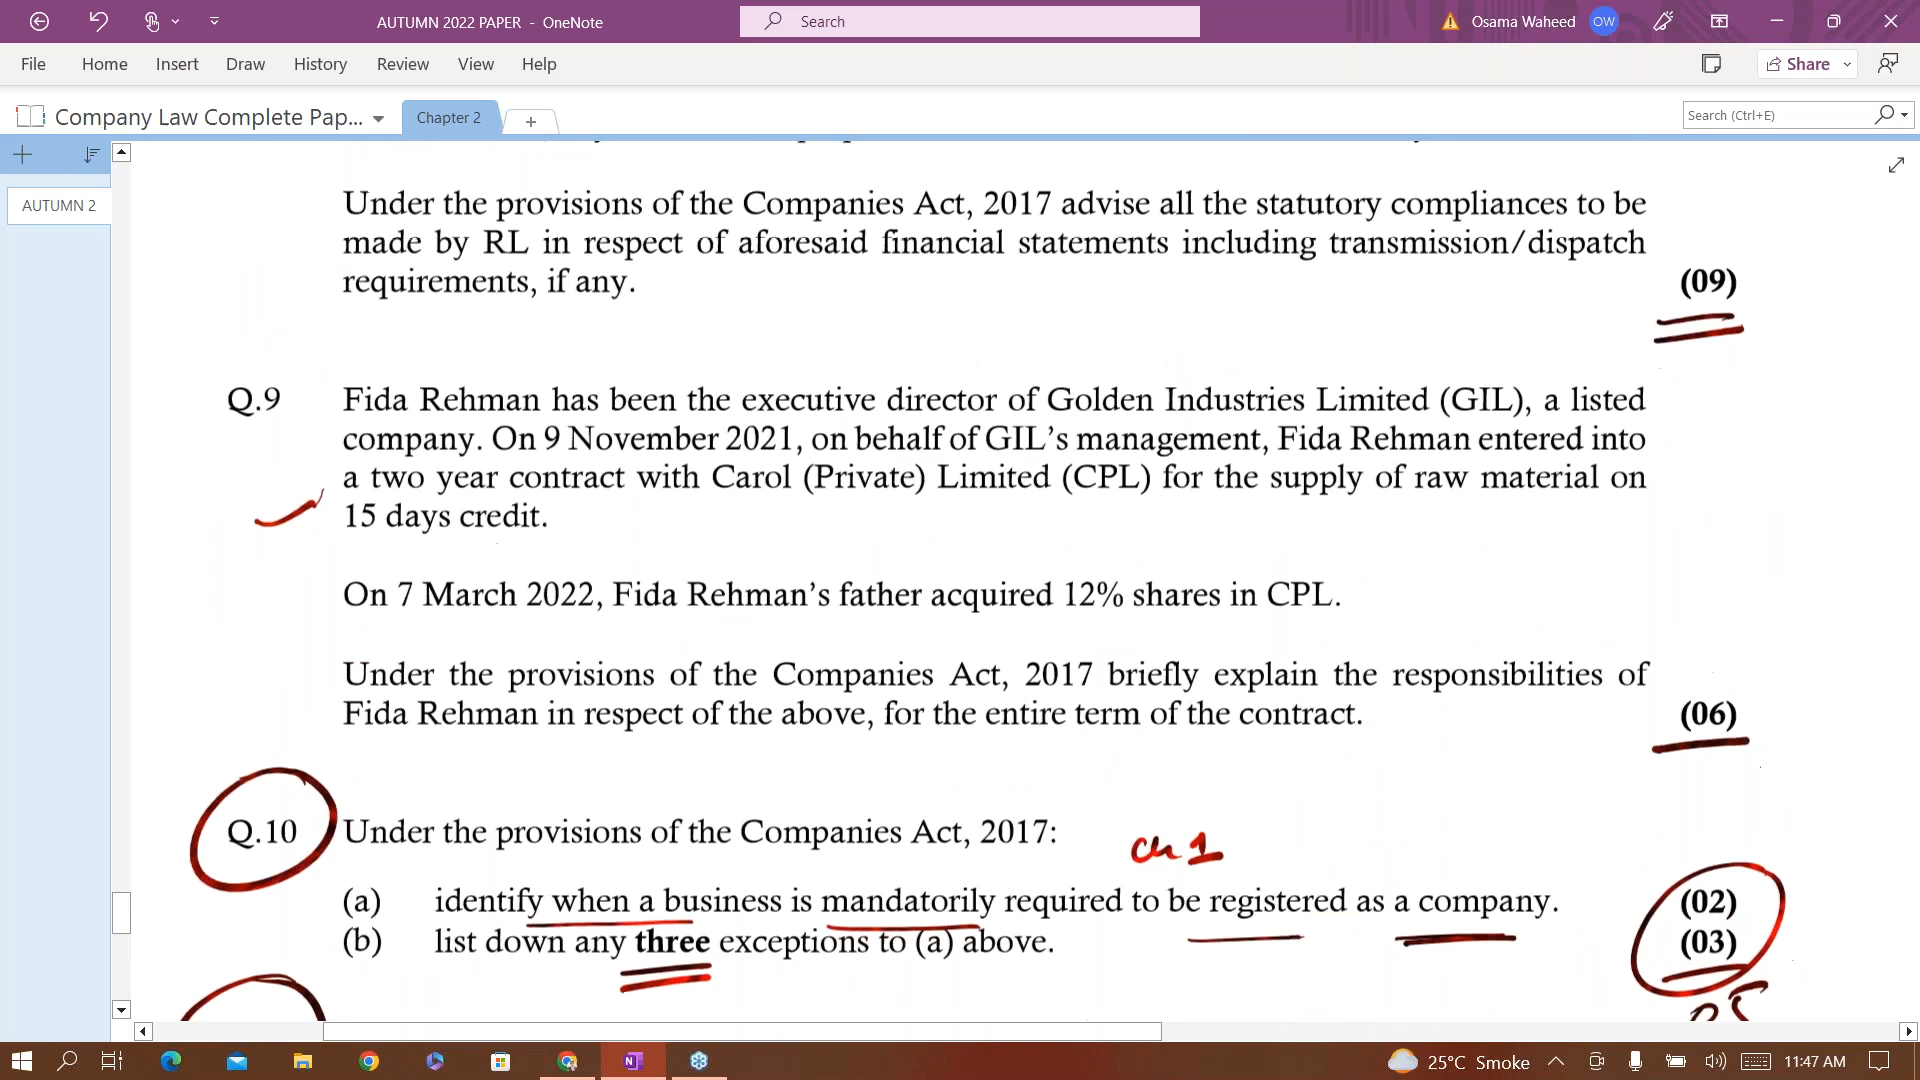 AUTUMN 2022 PAPER - OneNote
Search
Osama Waheed
OW
File Home Insert Draw History Review View Help
Share
Company Law Complete Pap...
Chapter 2
Search (Ctrl+E)
AUTUMN 2
Under the provisions of the Companies Act, 2017 advise all the statutory compliances to be
made by RL in respect of aforesaid financial statements including transmission/dispatch
requirements, if any. (09)
Q.9 Fida Rehman has been the executive director of Golden Industries Limited (GIL), a listed
company. On 9 November 2021, on behalf of GIL's management, Fida Rehman entered into
a two year contract with Carol (Private) Limited (CPL) for the supply of raw material on
15 days credit.
On 7 March 2022, Fida Rehman's father acquired 12% shares in CPL.
Under the provisions of the Companies Act, 2017 briefly explain the responsibilities of
Fida Rehman in respect of the above, for the entire term of the contract. (06)
Q.10 Under the provisions of the Companies Act, 2017:
Ch 1
(a) identify when a business is mandatorily required to be registered as a company. (02)
(b) list down any three exceptions to (a) above. (03)
25°C Smoke
11:47 AM